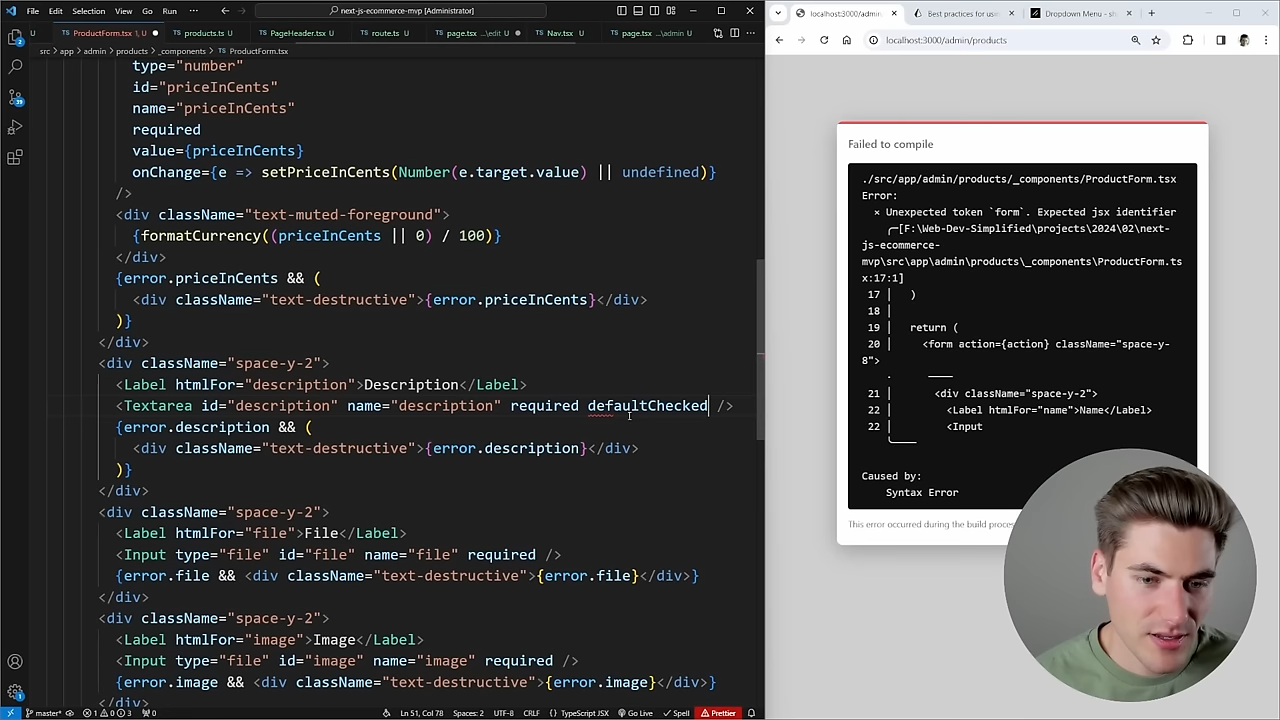 File Edit Selection View Go Run ···
next-js-ecommerce-mvp [Administrator]
U ProductForm.tsx 1, U ● products.ts U PageHeader.tsx U route.ts U page.tsx ...\edit U ● Nav.tsx U page.tsx ...\admin U
src > app > admin > products > _components > ProductForm.tsx
type="number"
id="priceInCents"
name="priceInCents"
required
value={priceInCents}
onChange={e => setPriceInCents(Number(e.target.value) || undefined)}
/>
<div className="text-muted-foreground">
{formatCurrency((priceInCents || 0) / 100)}
</div>
{error.priceInCents && (
<div className="text-destructive">{error.priceInCents}</div>
)}
</div>
<div className="space-y-2">
<Label htmlFor="description">Description</Label>
<Textarea id="description" name="description" required defaultChecked />
{error.description && (
<div className="text-destructive">{error.description}</div>
)}
</div>
<div className="space-y-2">
<Label htmlFor="file">File</Label>
<Input type="file" id="file" name="file" required />
{error.file && <div className="text-destructive">{error.file}</div>}
</div>
<div className="space-y-2">
<Label htmlFor="image">Image</Label>
<Input type="file" id="image" name="image" required />
{error.image && <div className="text-destructive">{error.image}</div>}
</div>
master* 1 0 3 0 Ln 51, Col 78 Spaces: 2 UTF-8 CRLF {} TypeScript JSX Go Live Spell Prettier
39
1
localhost:3000/admin × Best practices for usin × Dropdown Menu - sh ×
localhost:3000/admin/products
Failed to compile
./src/app/admin/products/_components/ProductForm.tsx
Error:
× Unexpected token `form`. Expected jsx identifier
╭─[F:\Web-Dev-Simplified\projects\2024\02\next-
js-ecommerce-
mvp\src\app\admin\products\_components\ProductForm.ts
x:17:1]
17 │ )
18 │
19 │ return (
20 │ <form action={action} className="space-y-
8">
· ────
21 │ <div className="space-y-2">
22 │ <Label htmlFor="name">Name</Label>
22 │ <Input
╰────
Caused by:
Syntax Error
This error occurred during the build proces